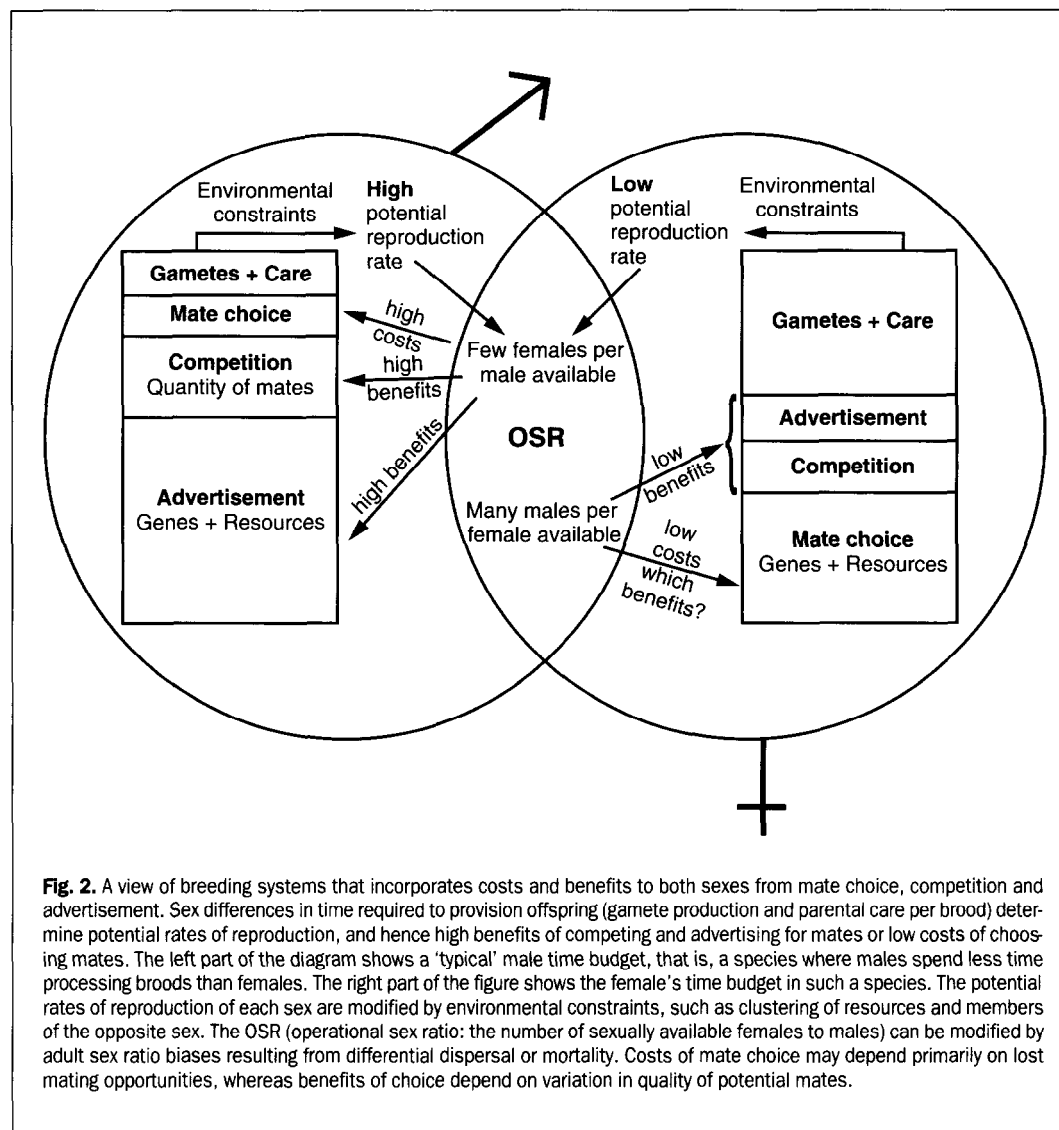 Environmental
constraints
High
potential
reproduction
rate
Gametes + Care
Mate choice
Competition
Quantity of mates
Advertisement
Genes + Resources
high
costs
high
benefits
high benefits
Few females per
male available
OSR
Many males per
female available
Low
potential
reproduction
rate
Environmental
constraints
low
benefits
low
costs
which
benefits?
Gametes + Care
Advertisement
Competition
Mate choice
Genes + Resources
Fig. 2. A view of breeding systems that incorporates costs and benefits to both sexes from mate choice, competition and
advertisement. Sex differences in time required to provision offspring (gamete production and parental care per brood) deter-
mine potential rates of reproduction, and hence high benefits of competing and advertising for mates or low costs of choos-
ing mates. The left part of the diagram shows a 'typical' male time budget, that is, a species where males spend less time
processing broods than females. The right part of the figure shows the female's time budget in such a species. The potential
rates of reproduction of each sex are modified by environmental constraints, such as clustering of resources and members
of the opposite sex. The OSR (operational sex ratio: the number of sexually available females to males) can be modified by
adult sex ratio biases resulting from differential dispersal or mortality. Costs of mate choice may depend primarily on lost
mating opportunities, whereas benefits of choice depend on variation in quality of potential mates.